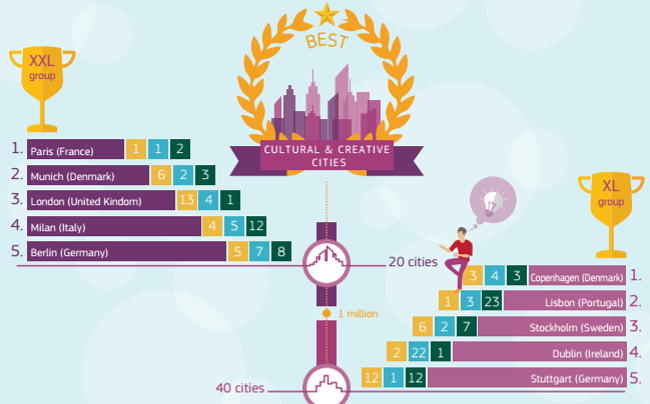 BEST
XXL
group
CULTURAL & CREATIVE
CITIES
1. Paris (France) 1 1 2
2. Munich (Denmark) 6 2 3
3. London (United Kindom) 13 4 1
4. Milan (Italy) 4 5 12
5. Berlin (Germany) 5 7 8
XL
group
20 cities
3 4 3 Copenhagen (Denmark) 1.
1 3 23 Lisbon (Portugal) 2.
1 million
6 2 7 Stockholm (Sweden) 3.
2 22 1 Dublin (Ireland) 4.
12 1 12 Stuttgart (Germany) 5.
40 cities